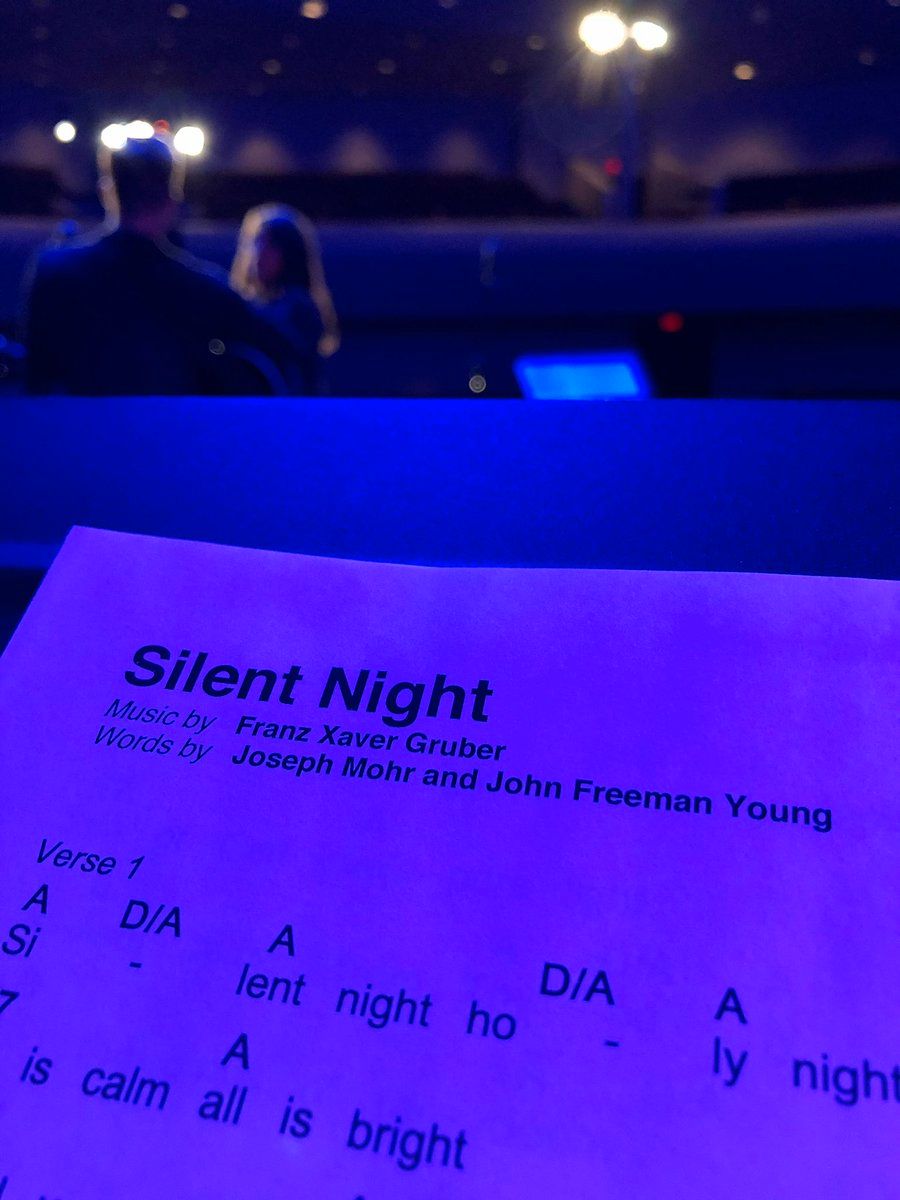 Silent Night
Music by Franz Xaver Gruber
Words by Joseph Mohr and John Freeman Young
Verse 1
A D/A A D/A A
Si - lent night ho - ly night
7 A
is calm all is bright